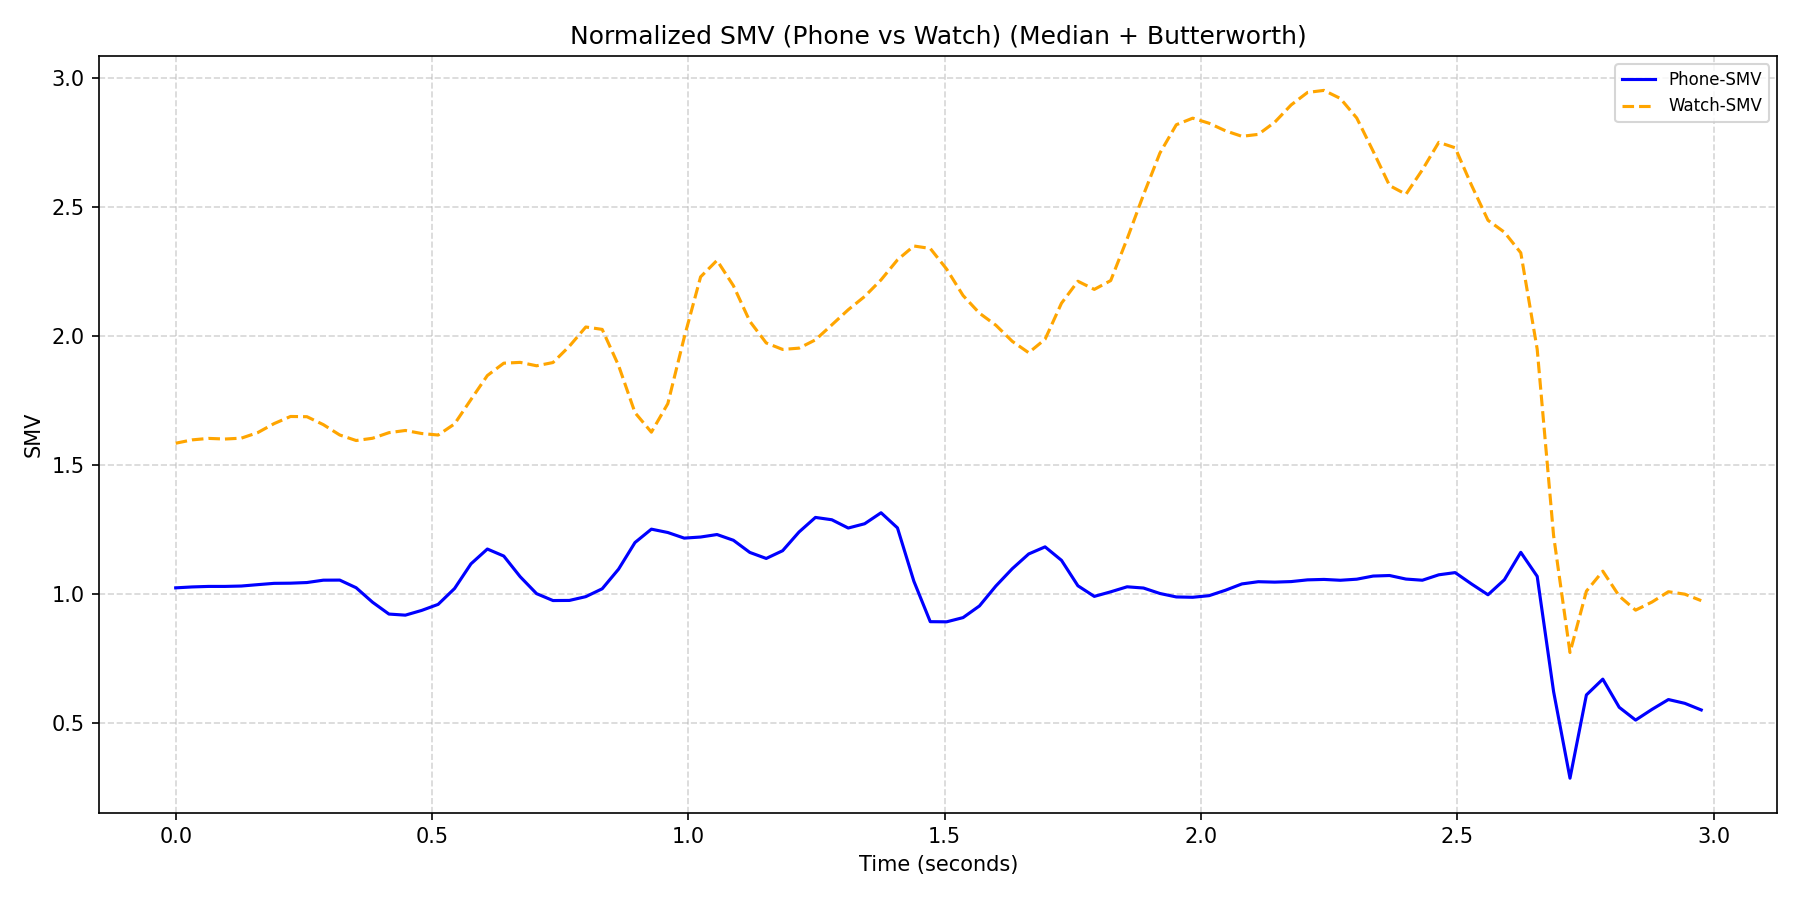 Normalized SMV (Phone vs Watch) (Median + Butterworth)
Phone-SMV
Watch-SMV
SMV
3.0
2.5
2.0
1.5
1.0
0.5
0.0 0.5 1.0 1.5 2.0 2.5 3.0
Time (seconds)